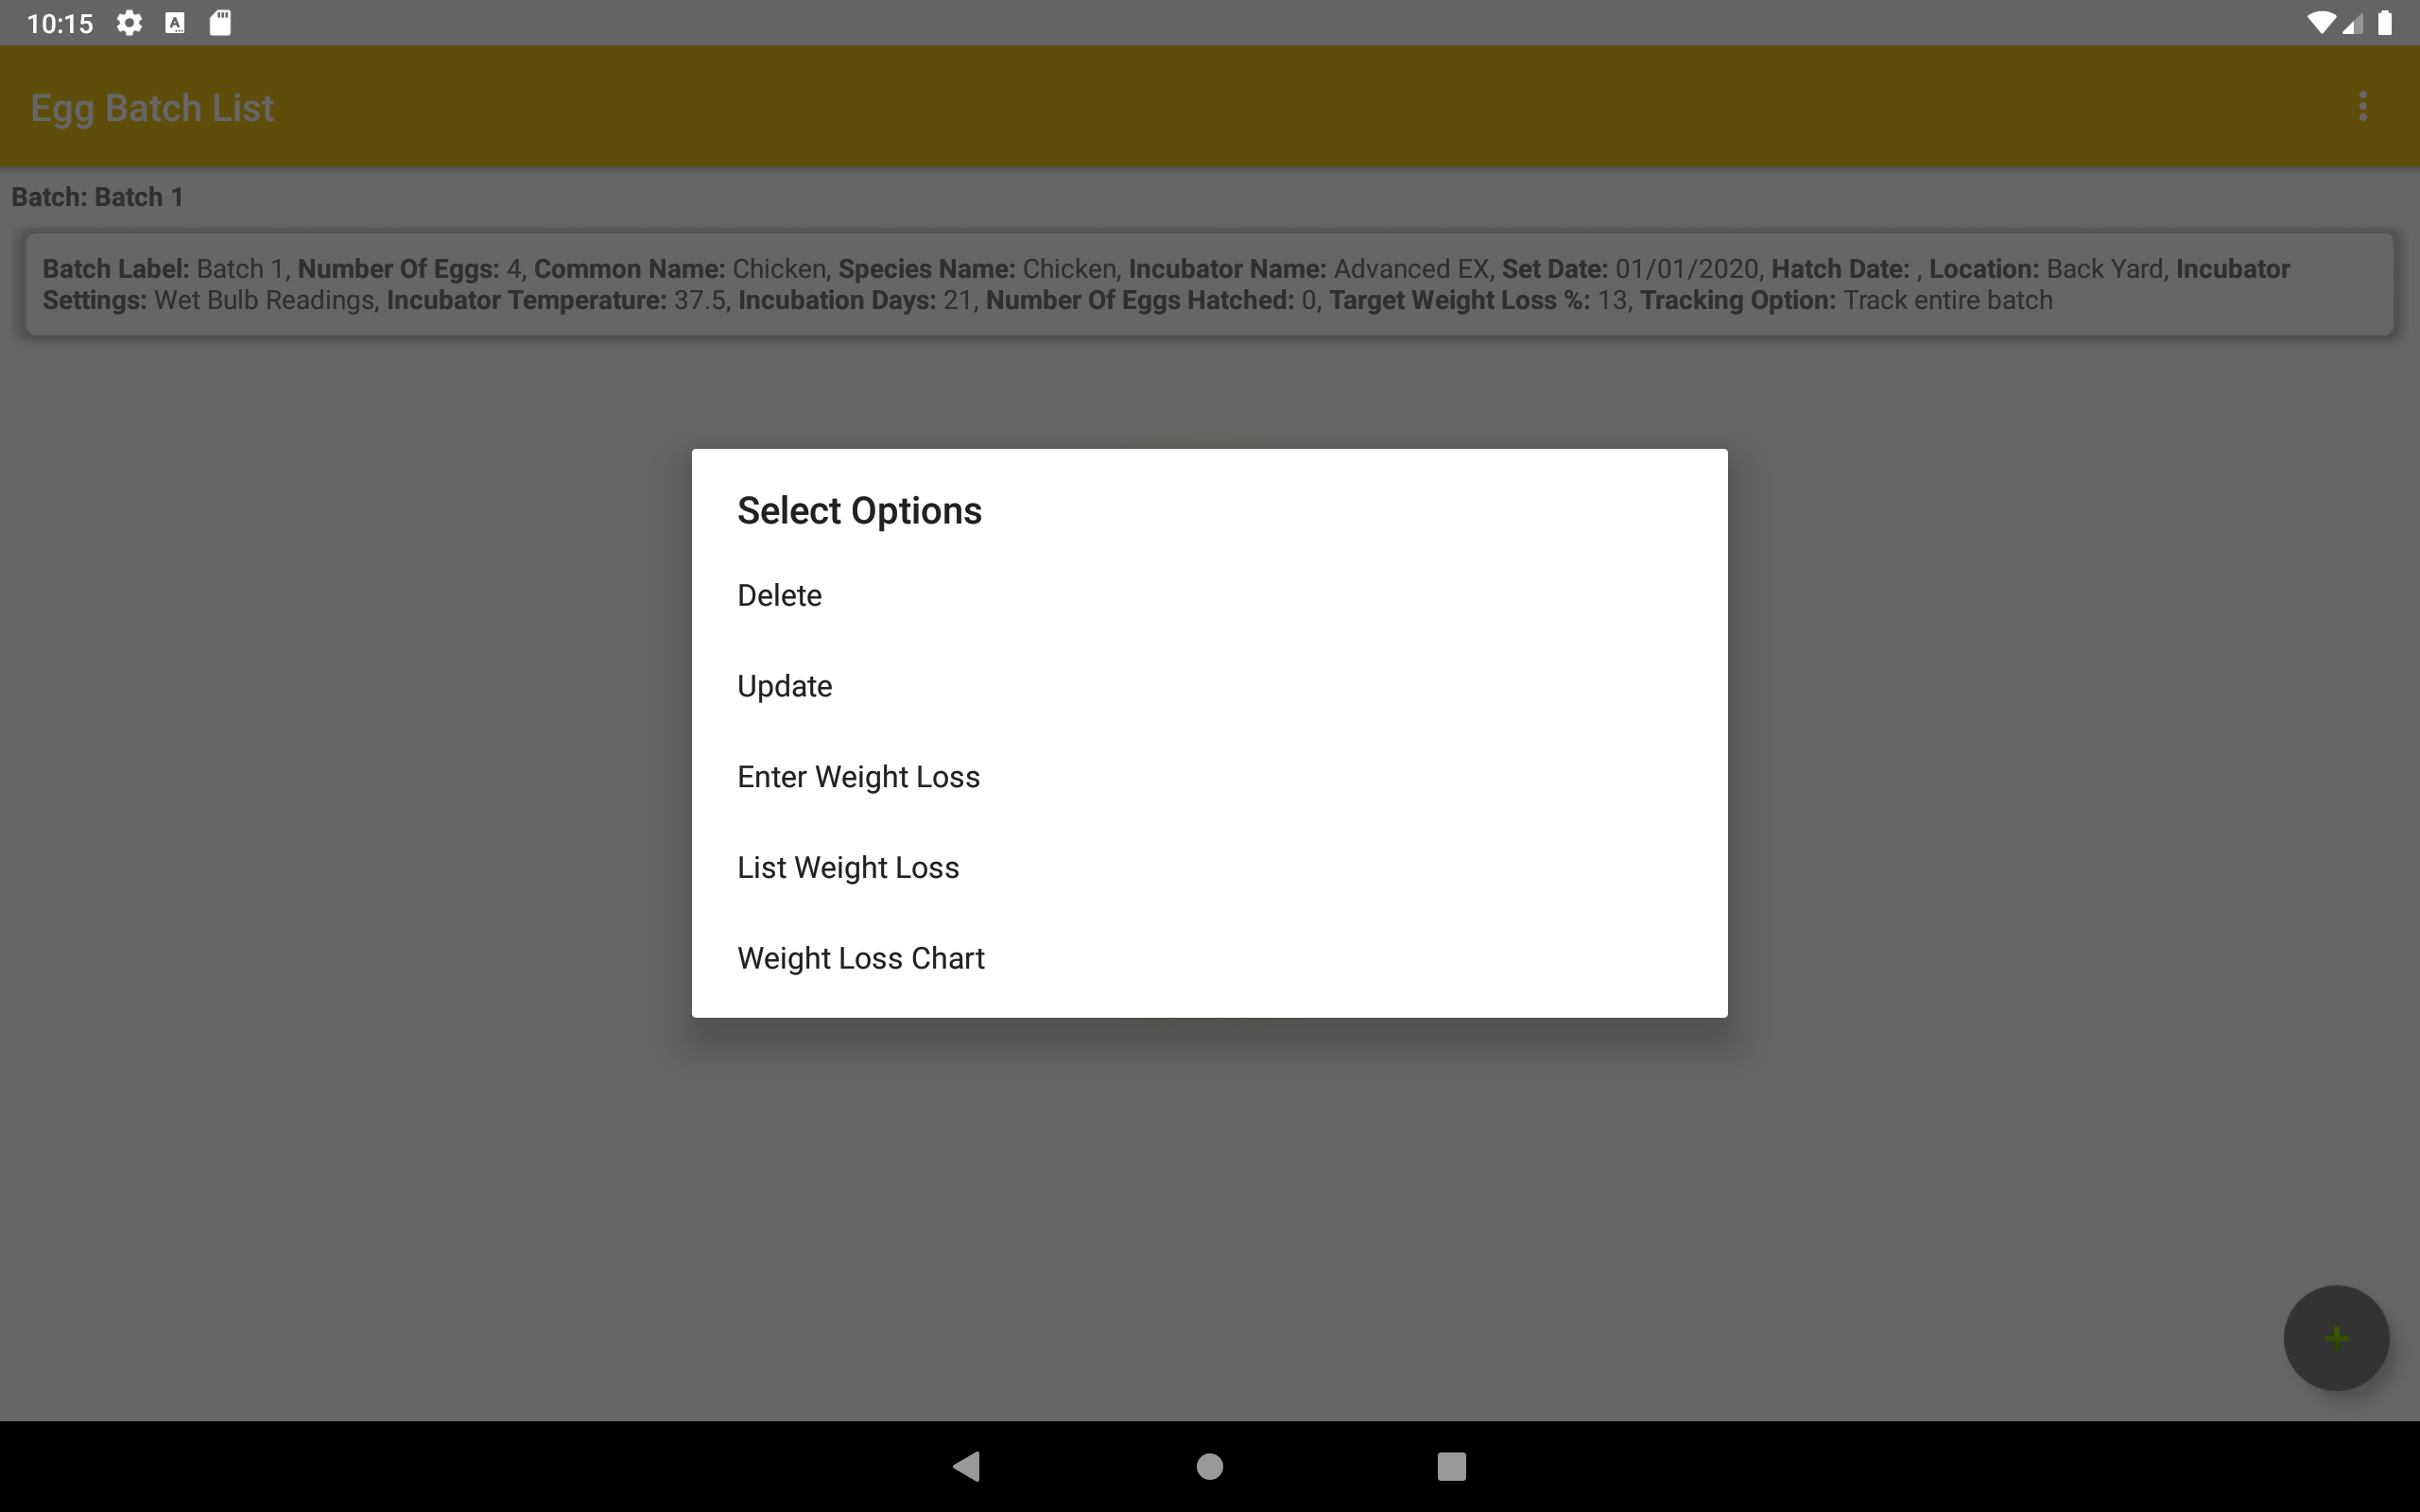 10:15
Egg Batch List
Batch: Batch 1
Batch Label: Batch 1, Number Of Eggs: 4, Common Name: Chicken, Species Name: Chicken, Incubator Name: Advanced EX, Set Date: 01/01/2020, Hatch Date: , Location: Back Yard, Incubator
Settings: Wet Bulb Readings, Incubator Temperature: 37.5, Incubation Days: 21, Number Of Eggs Hatched: 0, Target Weight Loss %: 13, Tracking Option: Track entire batch
Select Options
Delete
Update
Enter Weight Loss
List Weight Loss
Weight Loss Chart